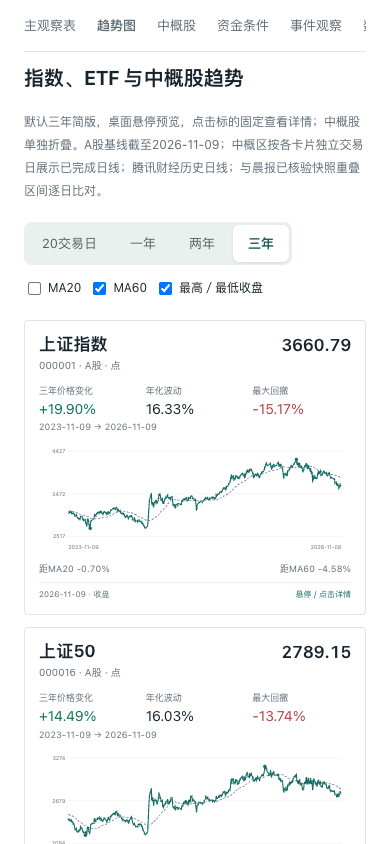 主观察表 趋势图 中概股 资金条件 事件观察
指数、ETF 与中概股趋势
默认三年简版，桌面悬停预览，点击标的固定查看详情；中概股
单独折叠。A股基线截至2026-11-09；中概区按各卡片独立交易
日展示已完成日线；腾讯财经历史日线；与晨报已核验快照重叠
区间逐日比对。
20交易日 一年 两年 三年
MA20 MA60 最高 / 最低收盘
上证指数 3660.79
000001 · A股 · 点
三年价格变化 年化波动 最大回撤
+19.90% 16.33% -15.17%
2023-11-09 → 2026-11-09
4427
3472
2517
2023-11-09 2026-11-09
距MA20 -0.70% 距MA60 -4.58%
2026-11-09 · 收盘 悬停 / 点击详情
上证50 2789.15
000016 · A股 · 点
三年价格变化 年化波动 最大回撤
+14.49% 16.03% -13.74%
2023-11-09 → 2026-11-09
3274
2679
2084